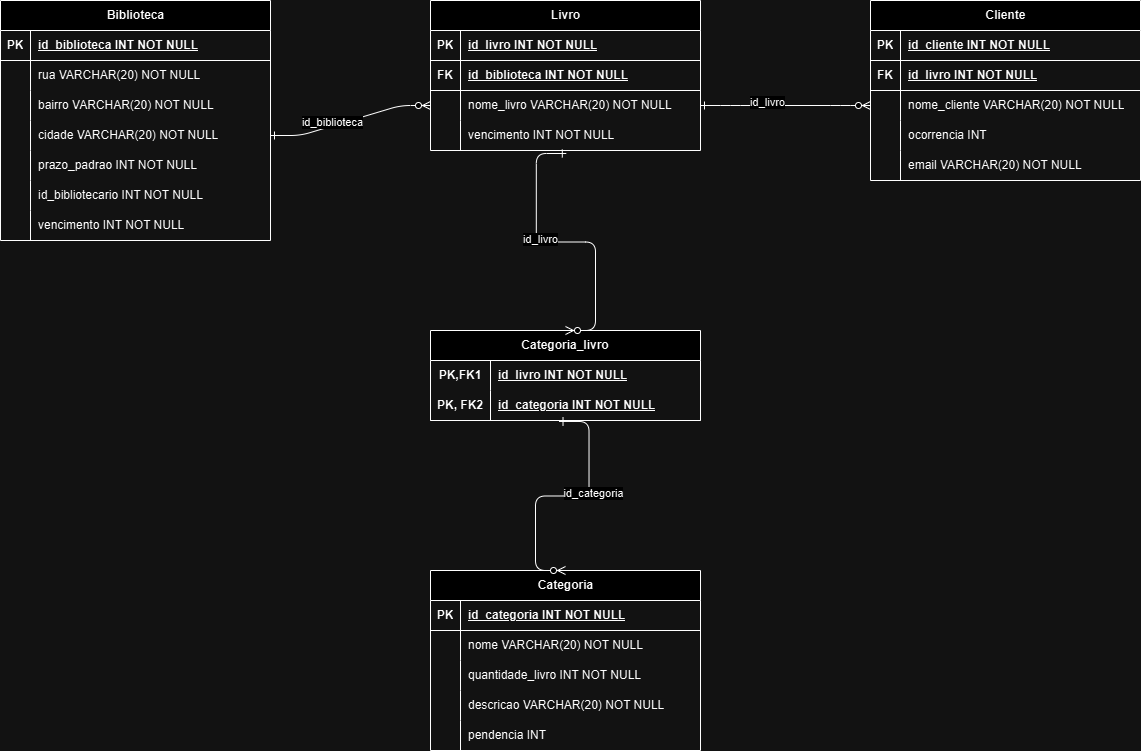 Biblioteca
PK id_biblioteca INT NOT NULL
rua VARCHAR(20) NOT NULL
bairro VARCHAR(20) NOT NULL
cidade VARCHAR(20) NOT NULL
prazo_padrao INT NOT NULL
id_bibliotecario INT NOT NULL
vencimento INT NOT NULL
id_biblioteca
Livro
PK id_livro INT NOT NULL
FK id_biblioteca INT NOT NULL
nome_livro VARCHAR(20) NOT NULL
vencimento INT NOT NULL
id_livro
Cliente
PK id_cliente INT NOT NULL
FK id_livro INT NOT NULL
nome_cliente VARCHAR(20) NOT NULL
ocorrencia INT
email VARCHAR(20) NOT NULL
id_livro
Categoria_livro
PK,FK1 id_livro INT NOT NULL
PK, FK2 id_categoria INT NOT NULL
id_categoria
Categoria
PK id_categoria INT NOT NULL
nome VARCHAR(20) NOT NULL
quantidade_livro INT NOT NULL
descricao VARCHAR(20) NOT NULL
pendencia INT